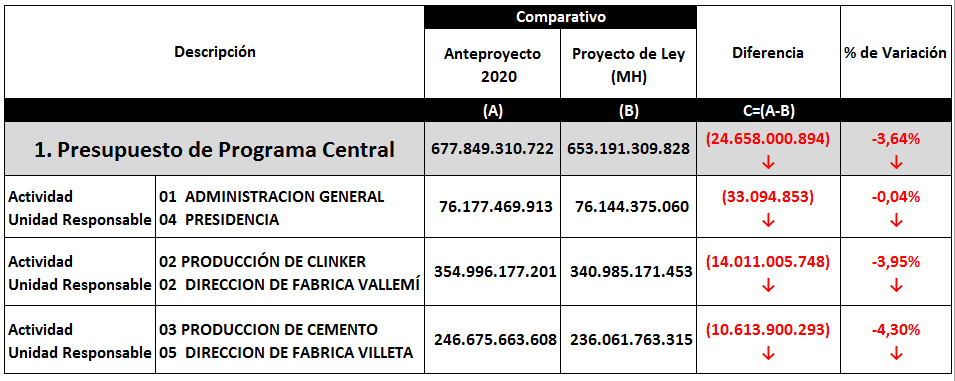 Comparativo
Descripción
Anteproyecto 2020
Proyecto de Ley (MH)
Diferencia
% de Variación
(A)
(B)
C=(A-B)
1. Presupuesto de Programa Central
677.849.310.722
653.191.309.828
(24.658.000.894)
↓
-3,64%
↓
Actividad
01 ADMINISTRACION GENERAL
Unidad Responsable
04 PRESIDENCIA
76.177.469.913
76.144.375.060
(33.094.853)
↓
-0,04%
↓
Actividad
02 PRODUCCIÓN DE CLINKER
Unidad Responsable
02 DIRECCION DE FABRICA VALLEMÍ
354.996.177.201
340.985.171.453
(14.011.005.748)
↓
-3,95%
↓
Actividad
03 PRODUCCION DE CEMENTO
Unidad Responsable
05 DIRECCION DE FABRICA VILLETA
246.675.663.608
236.061.763.315
(10.613.900.293)
↓
-4,30%
↓